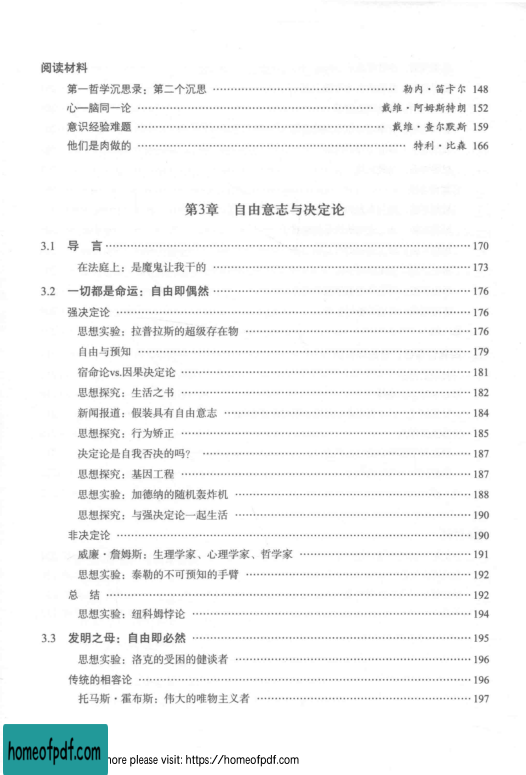 阅读材料
第一哲学沉思录：第二个沉思 …… 勒内·笛卡尔 148
心—脑同一论 …… 戴维·阿姆斯特朗 152
意识经验难题 …… 戴维·查尔默斯 159
他们是肉做的 …… 特利·比森 166
第3章 自由意志与决定论
3.1 导 言 …… 170
在法庭上：是魔鬼让我干的 …… 173
3.2 一切都是命运：自由即偶然 …… 176
强决定论 …… 176
思想实验：拉普拉斯的超级存在物 …… 176
自由与预知 …… 179
宿命论vs.因果决定论 …… 181
思想探究：生活之书 …… 182
新闻报道：假装具有自由意志 …… 184
思想探究：行为矫正 …… 185
决定论是自我否决的吗？ …… 187
思想探究：基因工程 …… 187
思想实验：加德纳的随机轰炸机 …… 188
思想探究：与强决定论一起生活 …… 190
非决定论 …… 190
威廉·詹姆斯：生理学家、心理学家、哲学家 …… 191
思想实验：泰勒的不可预知的手臂 …… 192
总 结 …… 192
思想实验：纽科姆悖论 …… 194
3.3 发明之母：自由即必然 …… 195
思想实验：洛克的受困的健谈者 …… 196
传统的相容论 …… 196
托马斯·霍布斯：伟大的唯物主义者 …… 197
homeofpdf.com
more please visit: https://homeofpdf.com